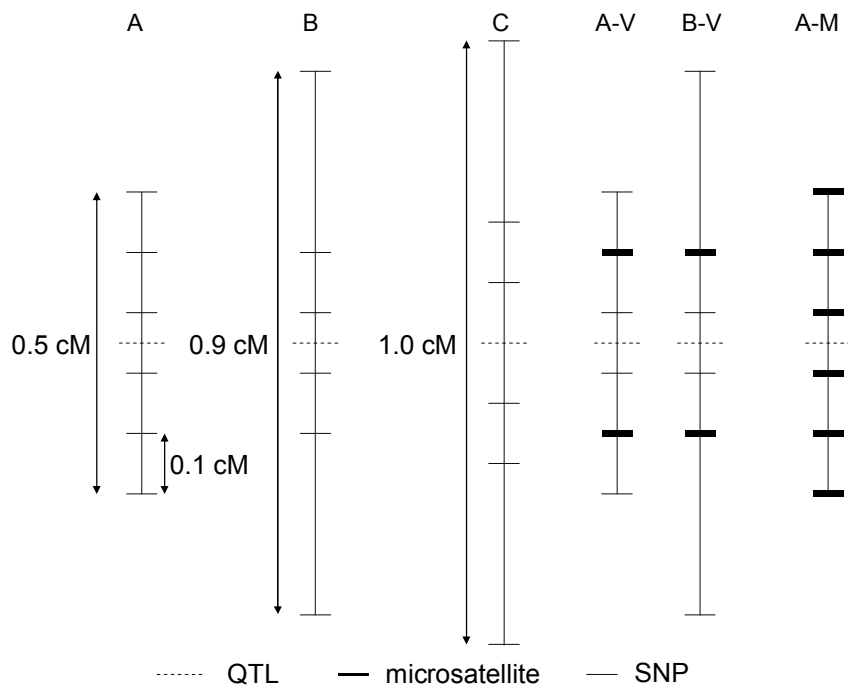 A B C A-V B-V A-M
0.5 cM 0.9 cM 1.0 cM
0.1 cM
QTL microsatellite SNP